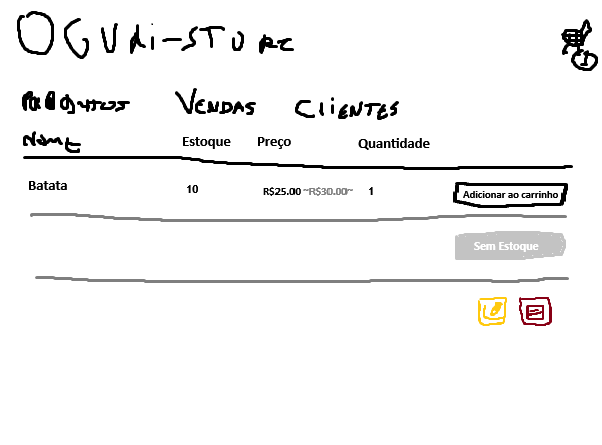 OGURI-STORE
1
PRODUTOS VENDAS CLIENTES
NOME Estoque Preço Quantidade
Batata 10 R$25.00 ~R$30.00~ 1 Adicionar ao carrinho
Sem Estoque